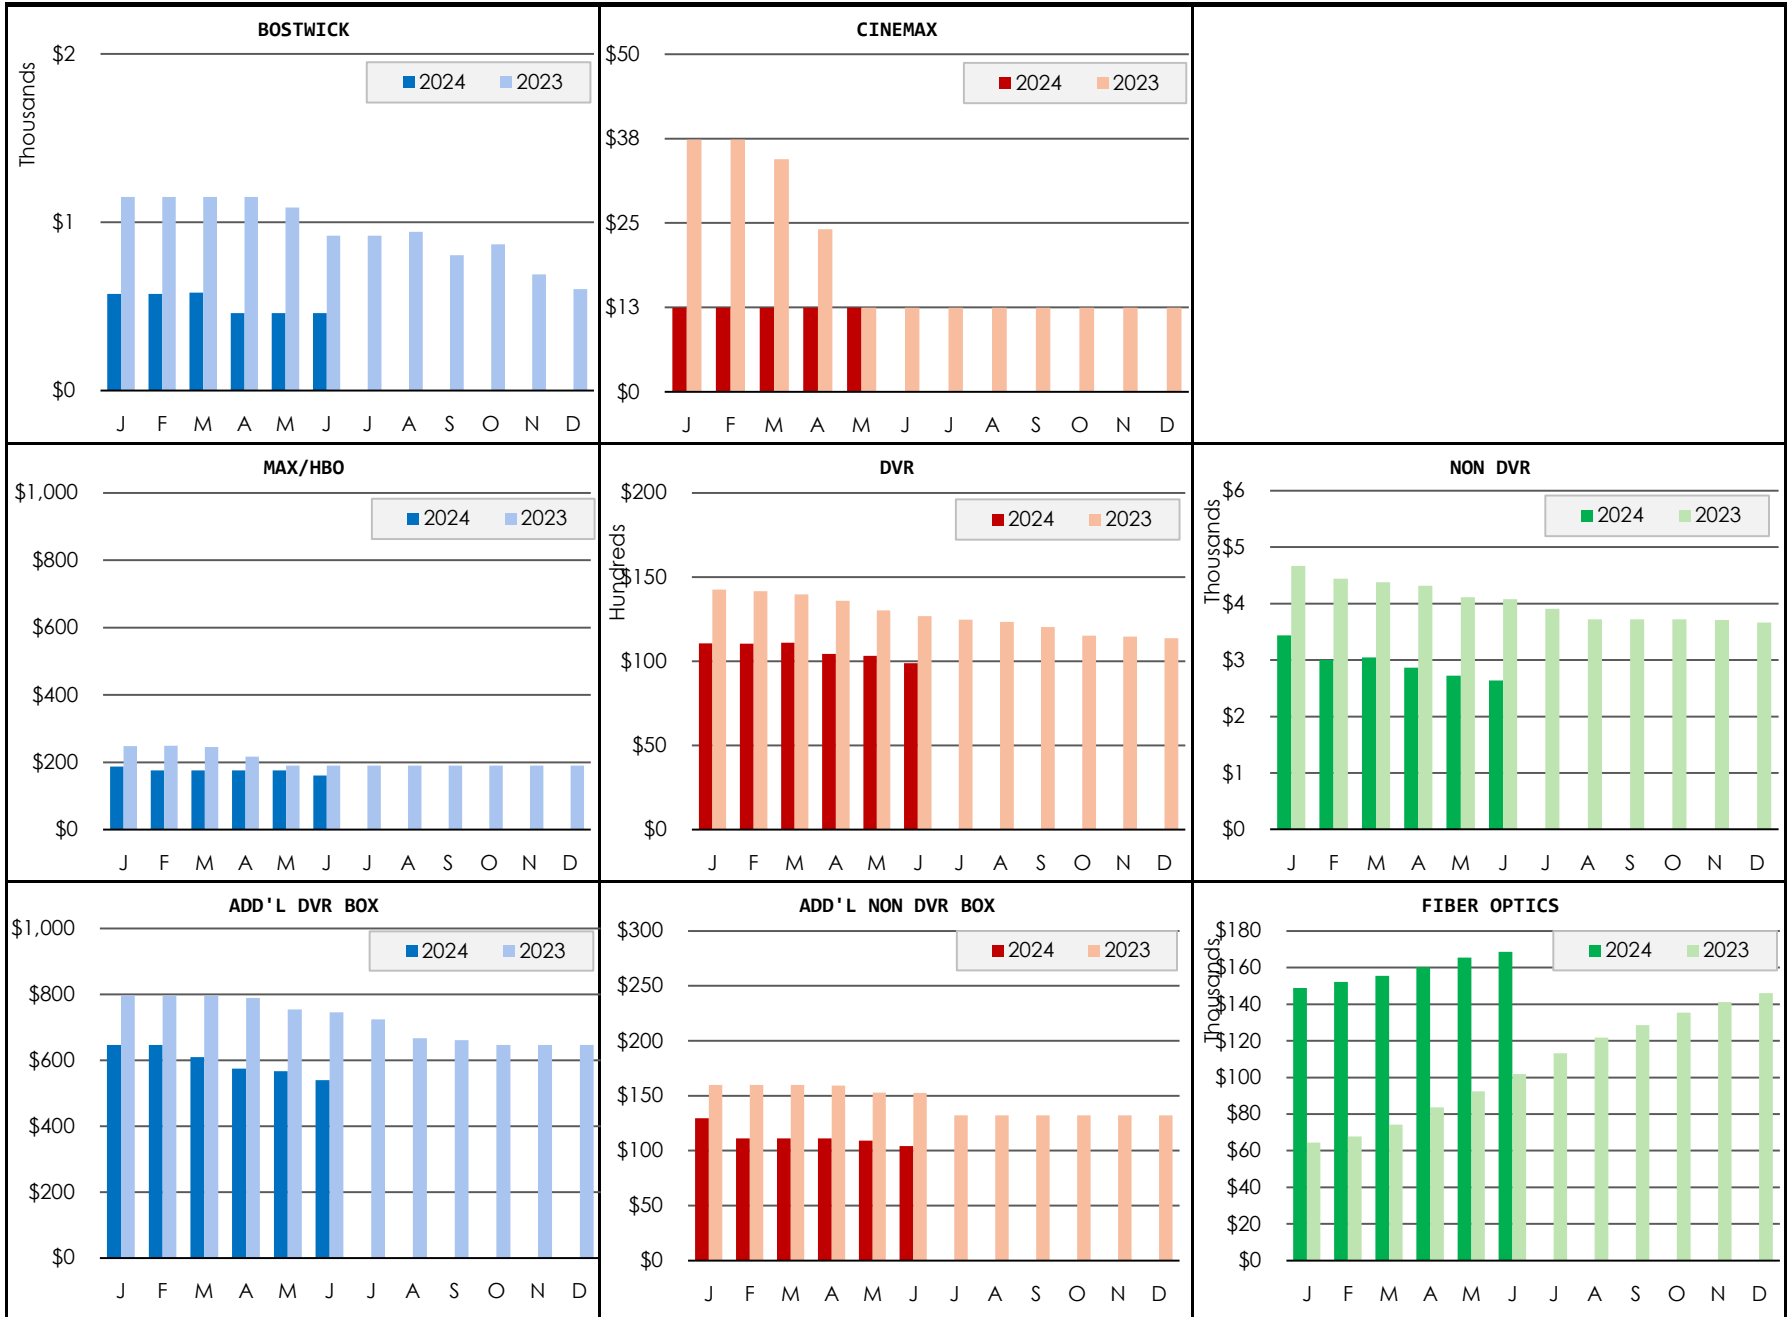 BOSTWICK
Thousands
$2
$1
$0
2024 2023
J F M A M J J A S O N D
CINEMAX
$50
$38
$25
$13
$0
2024 2023
J F M A M J J A S O N D
MAX/HBO
$1,000
$800
$600
$400
$200
$0
2024 2023
J F M A M J J A S O N D
DVR
Hundreds
$200
$150
$100
$50
$0
2024 2023
J F M A M J J A S O N D
NON DVR
Thousands
$6
$5
$4
$3
$2
$1
$0
2024 2023
J F M A M J J A S O N D
ADD'L DVR BOX
$1,000
$800
$600
$400
$200
$0
2024 2023
J F M A M J J A S O N D
ADD'L NON DVR BOX
$300
$250
$200
$150
$100
$50
$0
2024 2023
J F M A M J J A S O N D
FIBER OPTICS
Thousands
$180
$160
$140
$120
$100
$80
$60
$40
$20
$0
2024 2023
J F M A M J J A S O N D